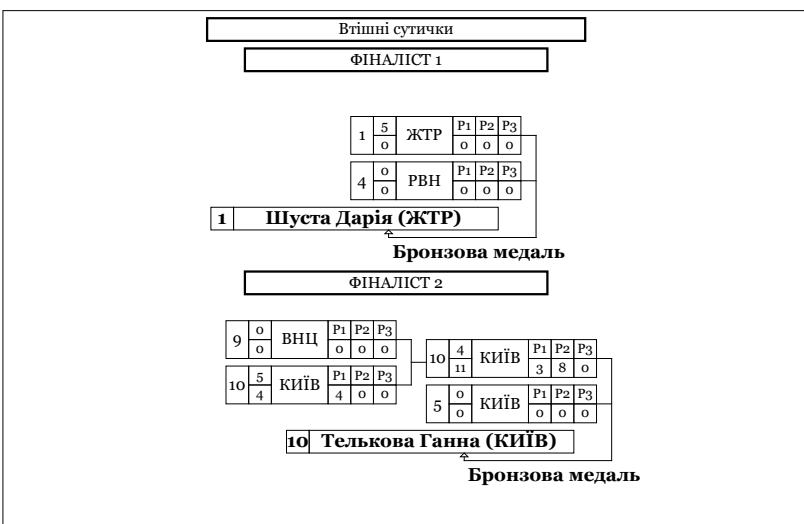 Втішні сутички
ФІНАЛІСТ 1
1 5 ЖТР P1 P2 P3
0 0 0 0
4 0 РВН P1 P2 P3
0 0 0 0
1 Шуста Дарія (ЖТР)
Бронзова медаль
ФІНАЛІСТ 2
9 0 ВНЦ P1 P2 P3
0 0 0 0
10 4 КИЇВ P1 P2 P3
11 3 8 0
10 5 КИЇВ P1 P2 P3
4 4 0 0
5 0 КИЇВ P1 P2 P3
0 0 0 0
10 Телькова Ганна (КИЇВ)
Бронзова медаль